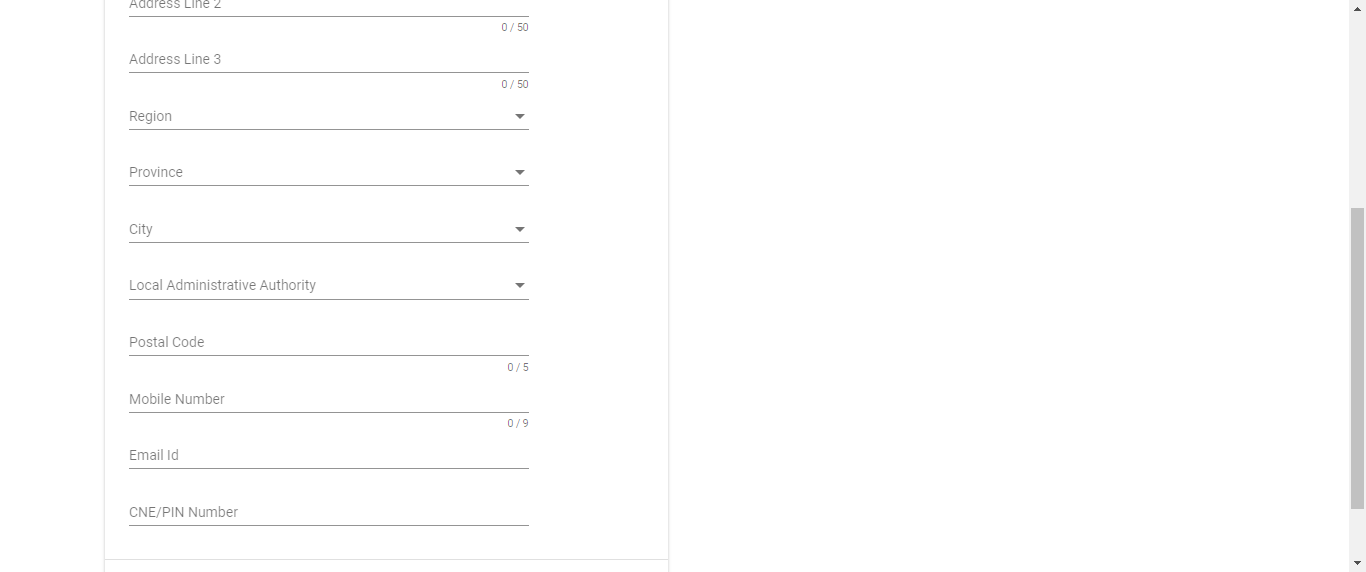 Address Line 2
0 / 50
Address Line 3
0 / 50
Region
Province
City
Local Administrative Authority
Postal Code
0 / 5
Mobile Number
0 / 9
Email Id
CNE/PIN Number